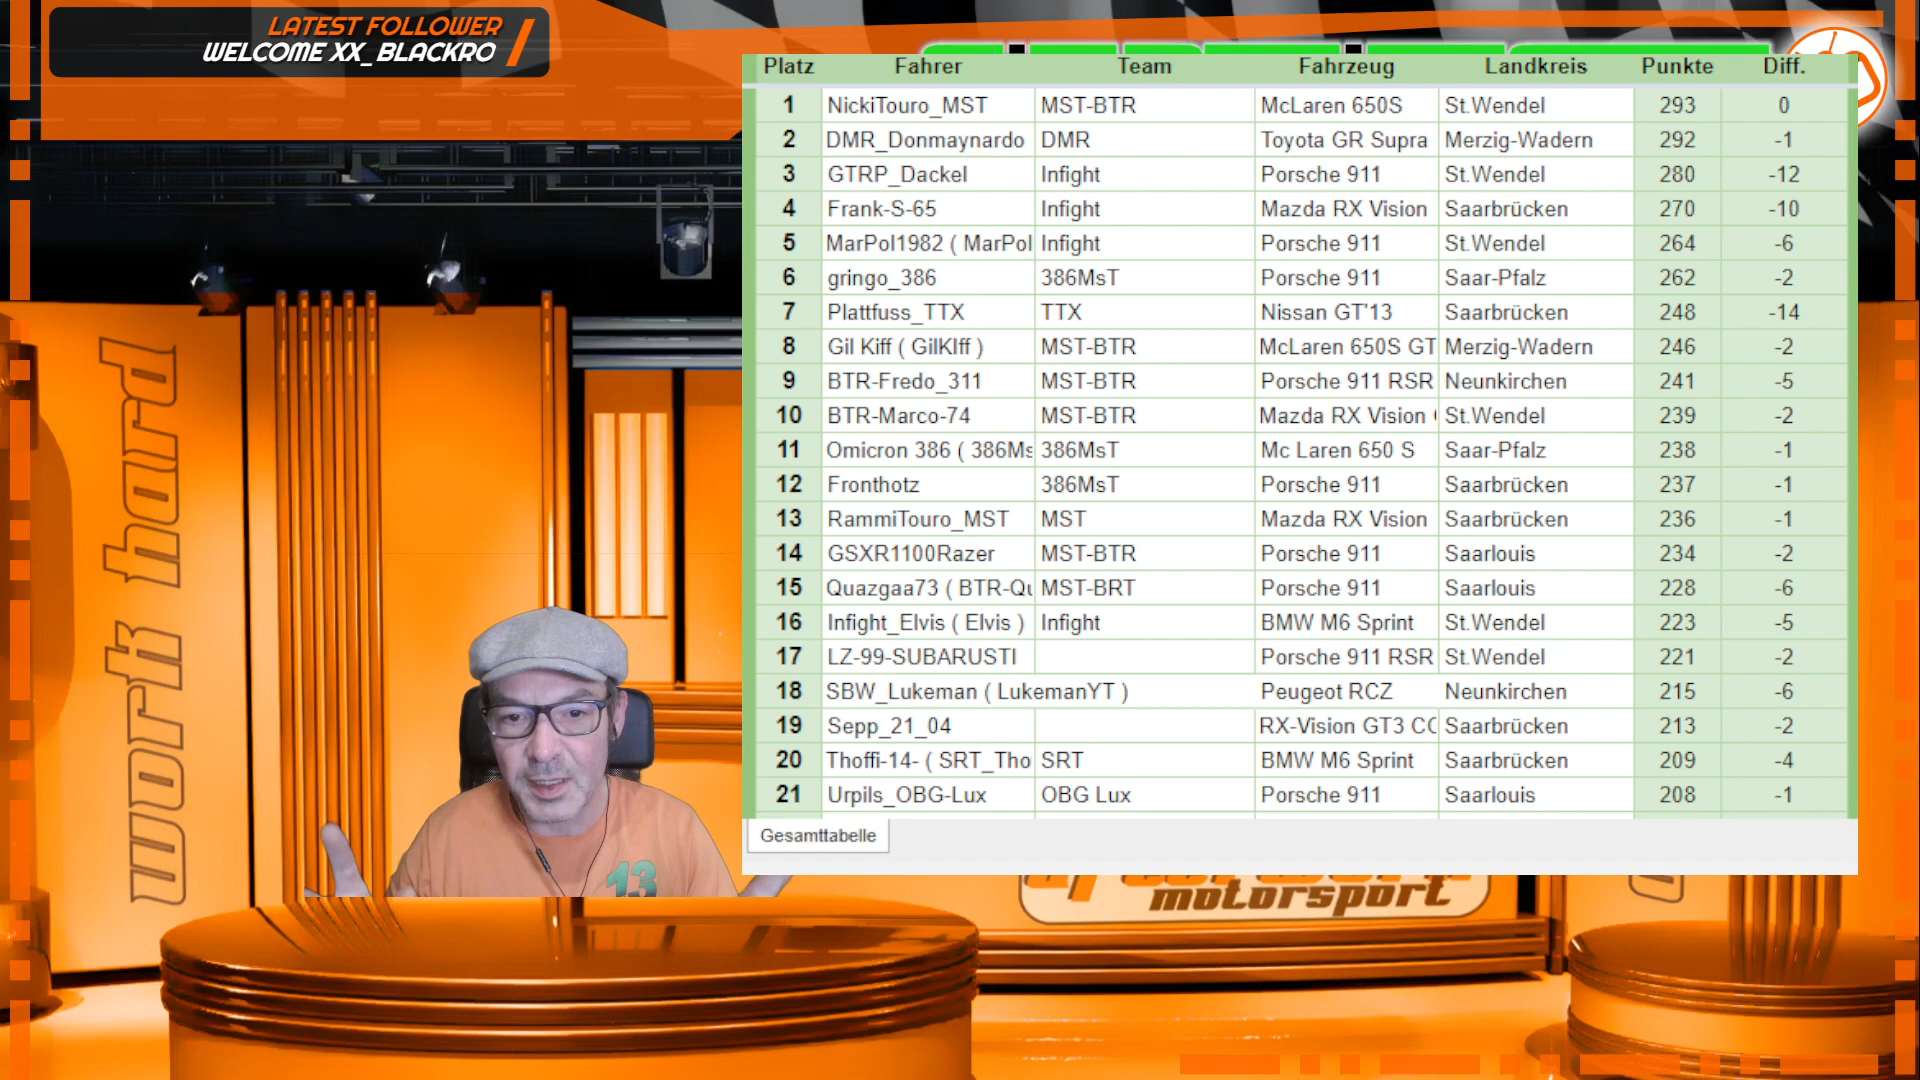 LATEST FOLLOWER
WELCOME XX_BLACKRO
Platz Fahrer Team Fahrzeug Landkreis Punkte Diff.
1 NickiTouro_MST MST-BTR McLaren 650S St.Wendel 293 0
2 DMR_Donmaynardo DMR Toyota GR Supra Merzig-Wadern 292 -1
3 GTRP_Dackel Infight Porsche 911 St.Wendel 280 -12
4 Frank-S-65 Infight Mazda RX Vision Saarbrücken 270 -10
5 MarPol1982 ( MarPol Infight Porsche 911 St.Wendel 264 -6
6 gringo_386 386MsT Porsche 911 Saar-Pfalz 262 -2
7 Plattfuss_TTX TTX Nissan GT'13 Saarbrücken 248 -14
8 Gil Kiff ( GilKIff ) MST-BTR McLaren 650S GT Merzig-Wadern 246 -2
9 BTR-Fredo_311 MST-BTR Porsche 911 RSR Neunkirchen 241 -5
10 BTR-Marco-74 MST-BTR Mazda RX Vision ( St.Wendel 239 -2
11 Omicron 386 ( 386Ms 386MsT Mc Laren 650 S Saar-Pfalz 238 -1
12 Fronthotz 386MsT Porsche 911 Saarbrücken 237 -1
13 RammiTouro_MST MST Mazda RX Vision Saarbrücken 236 -1
14 GSXR1100Razer MST-BTR Porsche 911 Saarlouis 234 -2
15 Quazgaa73 ( BTR-Qu MST-BRT Porsche 911 Saarlouis 228 -6
16 Infight_Elvis ( Elvis ) Infight BMW M6 Sprint St.Wendel 223 -5
17 LZ-99-SUBARUSTI Porsche 911 RSR St.Wendel 221 -2
18 SBW_Lukeman ( LukemanYT ) Peugeot RCZ Neunkirchen 215 -6
19 Sepp_21_04 RX-Vision GT3 CO Saarbrücken 213 -2
20 Thoffi-14- ( SRT_Tho SRT BMW M6 Sprint Saarbrücken 209 -4
21 Urpils_OBG-Lux OBG Lux Porsche 911 Saarlouis 208 -1
Gesamttabelle
work hard
13
motorsport